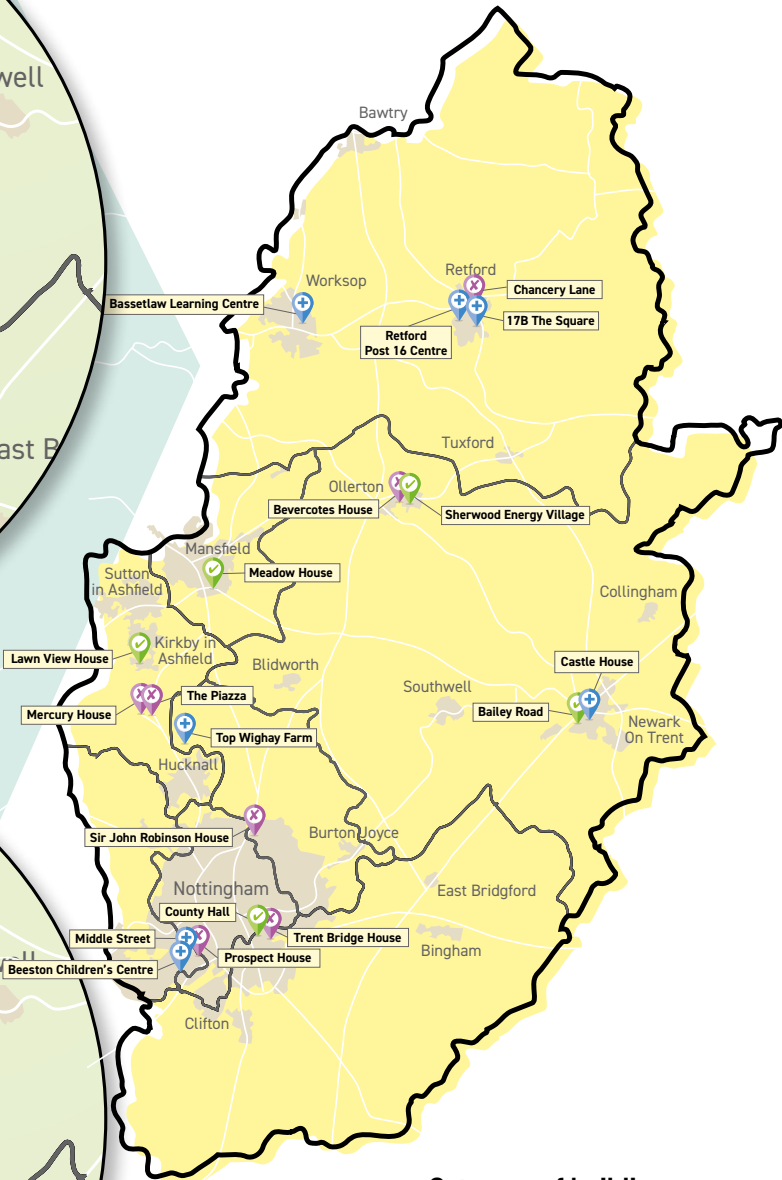 well
Bawtry
Worksop
Retford
Chancery Lane
Bassetlaw Learning Centre
17B The Square
Retford
Post 16 Centre
ast B
Tuxford
Ollerton
Bevercotes House
Sherwood Energy Village
Mansfield
Meadow House
Sutton
in Ashfield
Collingham
Lawn View House
Kirkby in
Ashfield
Blidworth
Castle House
The Piazza
Southwell
Mercury House
Bailey Road
Newark
On Trent
Top Wighay Farm
Hucknall
Sir John Robinson House
Burton Joyce
Nottingham
East Bridgford
County Hall
Middle Street
Trent Bridge House
Bingham
Prospect House
Beeston Children's Centre
Clifton